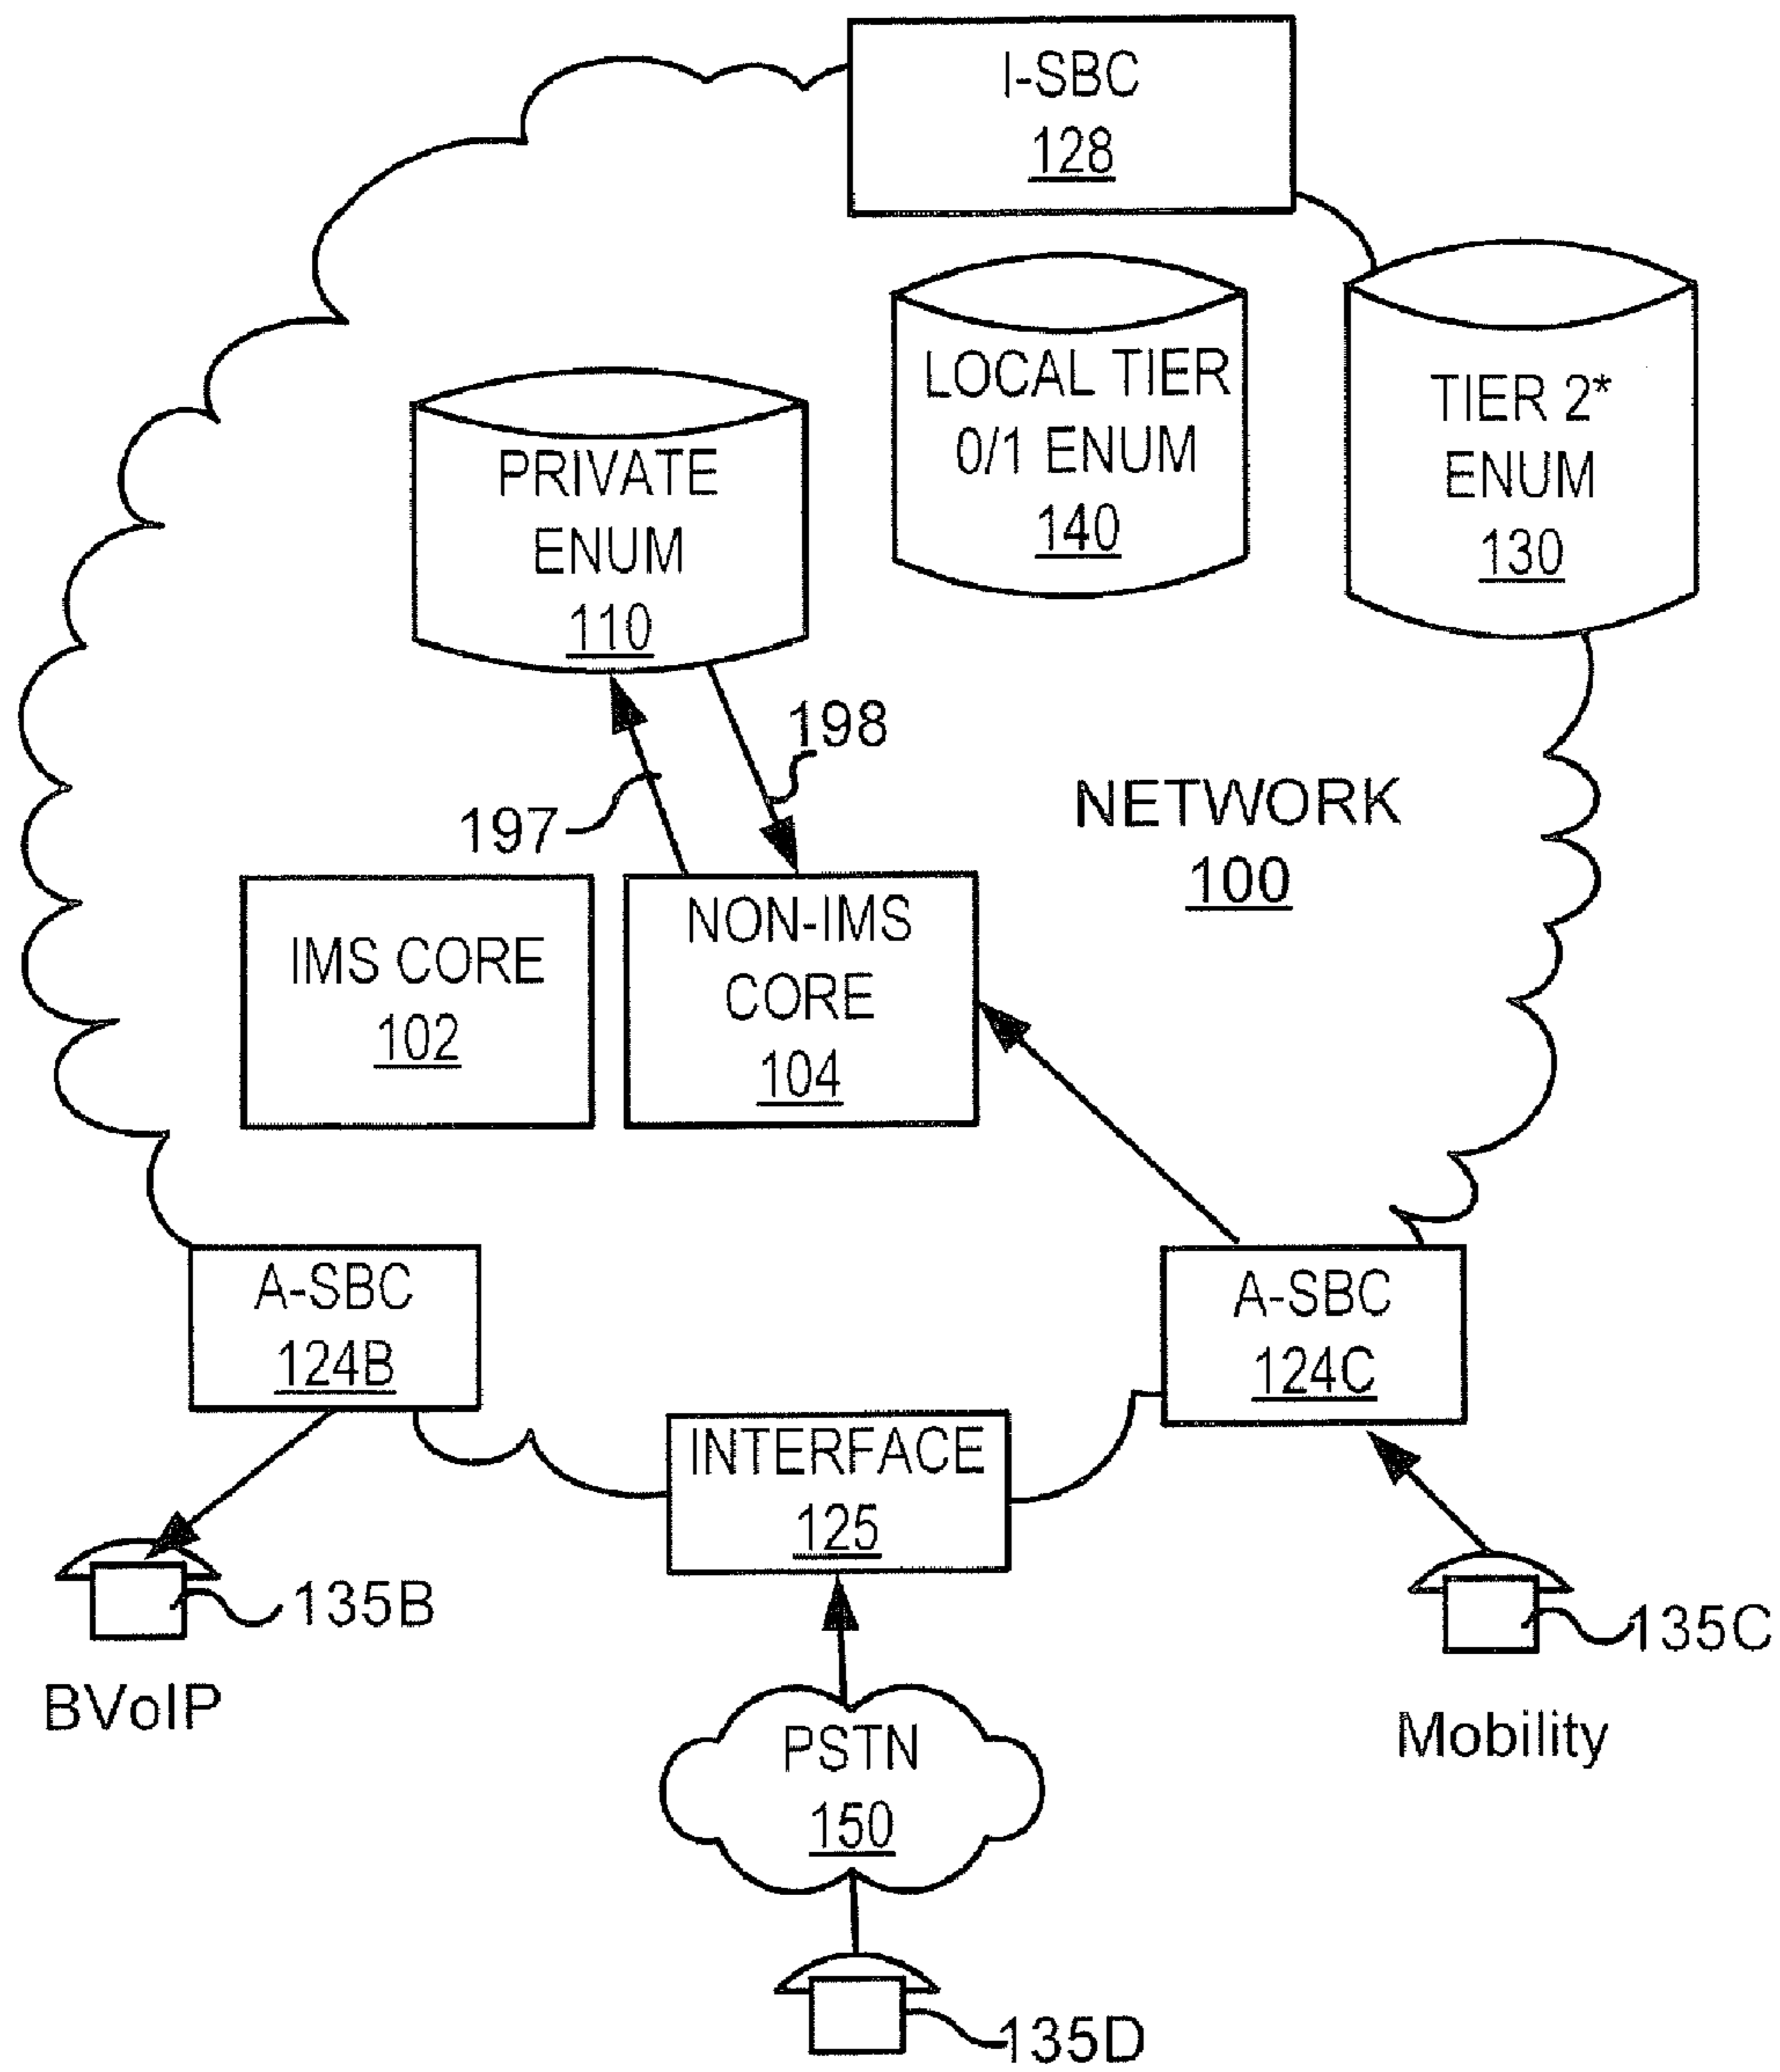 I-SBC
128
LOCAL TIER
0/1 ENUM
140
TIER 2*
ENUM
130
PRIVATE
ENUM
110
198
197
NETWORK
100
IMS CORE
102
NON-IMS
CORE
104
A-SBC
124B
A-SBC
124C
INTERFACE
125
135B
BVoIP
135C
Mobility
PSTN
150
135D